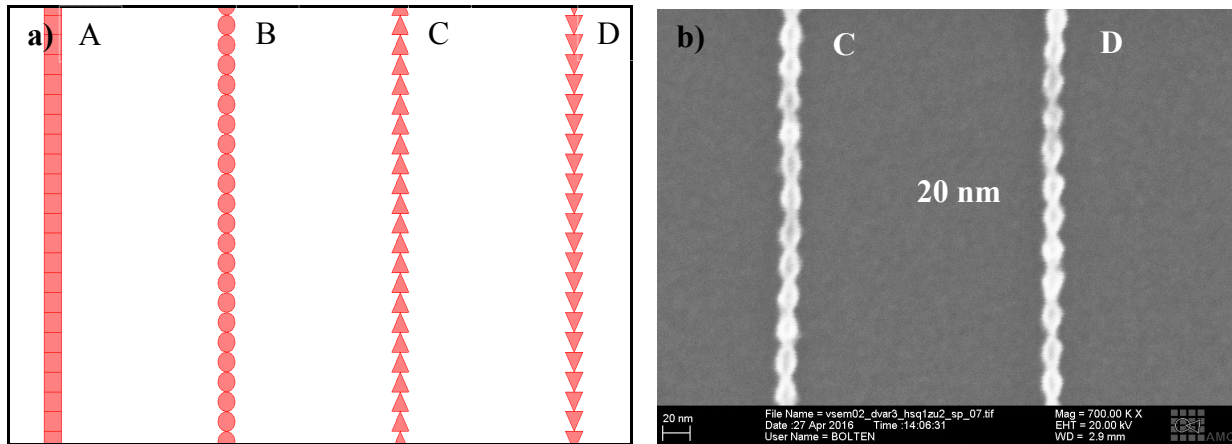 a) A B C D
b) C D
20 nm
20 nm
File Name = vsem02_dvar3_hsq1zu2_sp_07.tif
Date :27 Apr 2016 Time :14:06:31
User Name = BOLTEN
Mag = 700.00 K X
EHT = 20.00 kV
WD = 2.9 mm
AMO